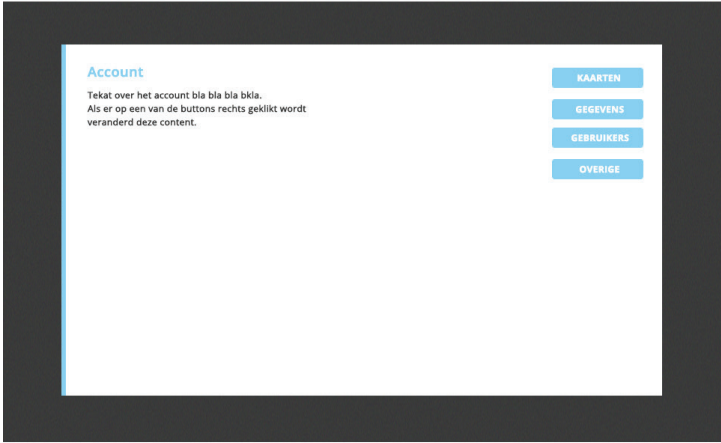 Account
Tekat over het account bla bla bla bkla.
Als er op een van de buttons rechts geklikt wordt
veranderd deze content.
KAARTEN
GEGEVENS
GEBRUIKERS
OVERIGE